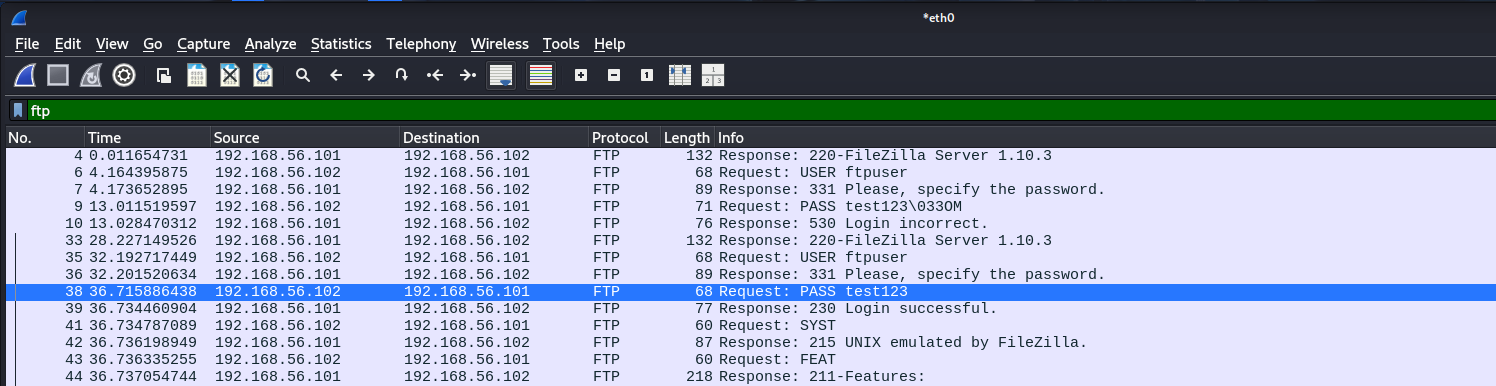 *eth0
File Edit View Go Capture Analyze Statistics Telephony Wireless Tools Help
ftp
No. Time Source Destination Protocol Length Info
4 0.011654731 192.168.56.101 192.168.56.102 FTP 132 Response: 220-FileZilla Server 1.10.3
6 4.164395875 192.168.56.102 192.168.56.101 FTP 68 Request: USER ftpuser
7 4.173652895 192.168.56.101 192.168.56.102 FTP 89 Response: 331 Please, specify the password.
9 13.011519597 192.168.56.102 192.168.56.101 FTP 71 Request: PASS test123\033OM
10 13.028470312 192.168.56.101 192.168.56.102 FTP 76 Response: 530 Login incorrect.
33 28.227149526 192.168.56.101 192.168.56.102 FTP 132 Response: 220-FileZilla Server 1.10.3
35 32.192717449 192.168.56.102 192.168.56.101 FTP 68 Request: USER ftpuser
36 32.201520634 192.168.56.101 192.168.56.102 FTP 89 Response: 331 Please, specify the password.
38 36.715886438 192.168.56.102 192.168.56.101 FTP 68 Request: PASS test123
39 36.734460904 192.168.56.101 192.168.56.102 FTP 77 Response: 230 Login successful.
41 36.734787089 192.168.56.102 192.168.56.101 FTP 60 Request: SYST
42 36.736198949 192.168.56.101 192.168.56.102 FTP 87 Response: 215 UNIX emulated by FileZilla.
43 36.736335255 192.168.56.102 192.168.56.101 FTP 60 Request: FEAT
44 36.737054744 192.168.56.101 192.168.56.102 FTP 218 Response: 211-Features: